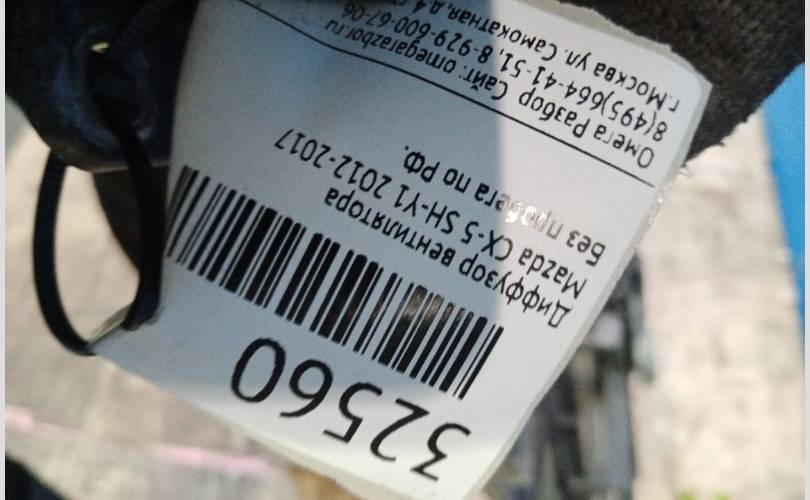 Омега Разбор Сайт: omegarazbor.ru
8(495)664-41-51, 8-929-600-67-06
г.Москва ул. Самокатная, д.4
Диффузор вентилятора
Mazda CX-5 SH-Y1 2012-2017
Без пробега по РФ.
32560